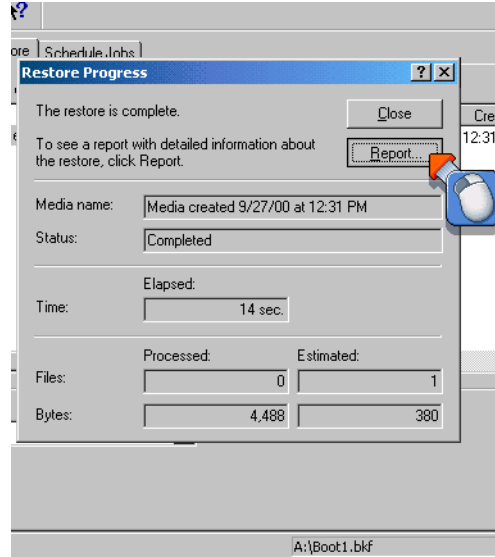 ?
ore Schedule Jobs
Restore Progress
The restore is complete.
Close
Cre
To see a report with detailed information about
the restore, click Report.
Report...
12:31
Media name: Media created 9/27/00 at 12:31 PM
Status: Completed
Elapsed:
Time: 14 sec.
Processed: Estimated:
Files: 0 1
Bytes: 4,488 380
A:\Boot1.bkf